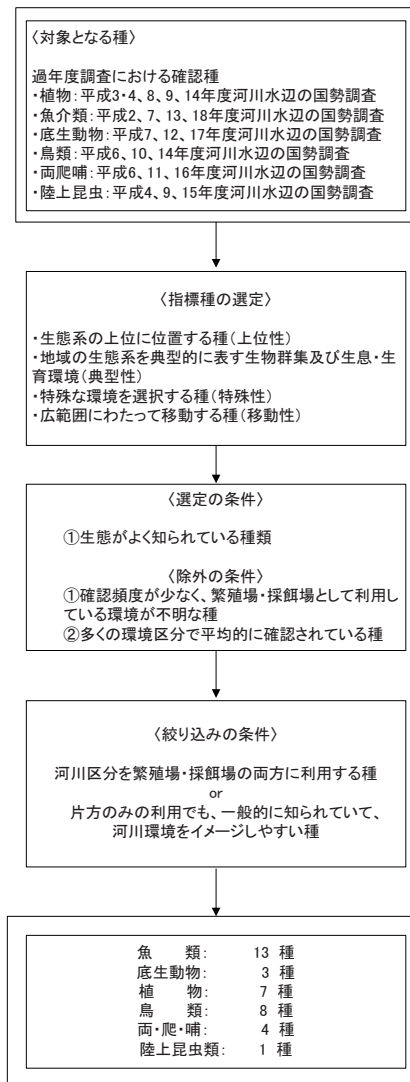 〈対象となる種〉
過年度調査における確認種
・植物：平成3・4、8、9、14年度河川水辺の国勢調査
・魚介類：平成2、7、13、18年度河川水辺の国勢調査
・底生動物：平成7、12、17年度河川水辺の国勢調査
・鳥類：平成6、10、14年度河川水辺の国勢調査
・両爬哺：平成6、11、16年度河川水辺の国勢調査
・陸上昆虫：平成4、9、15年度河川水辺の国勢調査
〈指標種の選定〉
・生態系の上位に位置する種（上位性）
・地域の生態系を典型的に表す生物群集及び生息・生
育環境（典型性）
・特殊な環境を選択する種（特殊性）
・広範囲にわたって移動する種（移動性）
〈選定の条件〉
①生態がよく知られている種類
〈除外の条件〉
①確認頻度が少なく、繁殖場・採餌場として利用し
ている環境が不明な種
②多くの環境区分で平均的に確認されている種
〈絞り込みの条件〉
河川区分を繁殖場・採餌場の両方に利用する種
or
片方のみの利用でも、一般的に知られていて、
河川環境をイメージしやすい種
魚　類： 13 種
底生動物： 3 種
植　物： 7 種
鳥　類： 8 種
両・爬・哺： 4 種
陸上昆虫類： 1 種